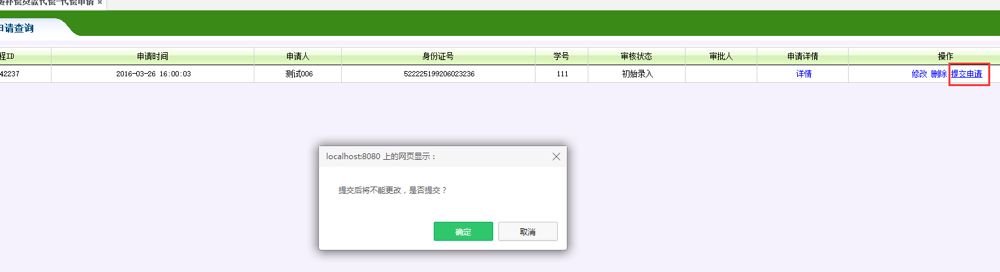 补偿贷款代偿-代偿申请 ×
申请查询
程ID 申请时间 申请人 身份证号 学号 审核状态 审批人 申请详情 操作
42237 2016-03-26 16:00:03 测试006 522225199206023236 111 初始录入 详情 修改 删除 提交申请
localhost:8080 上的网页显示：
提交后将不能更改，是否提交？
确定 取消